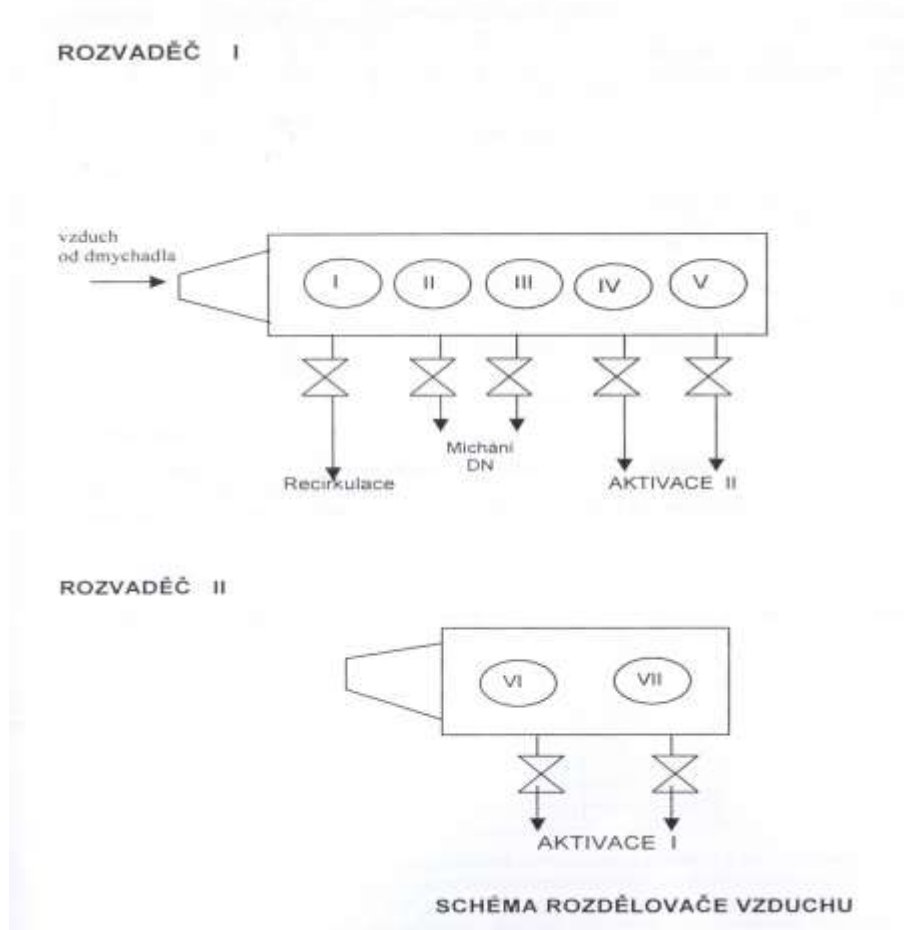 ROZVADĚČ I
vzduch
od dmychadla
I II III IV V
Míchání
DN
Recirkulace
AKTIVACE II
ROZVADĚČ II
VI VII
AKTIVACE I
SCHÉMA ROZDĚLOVAČE VZDUCHU